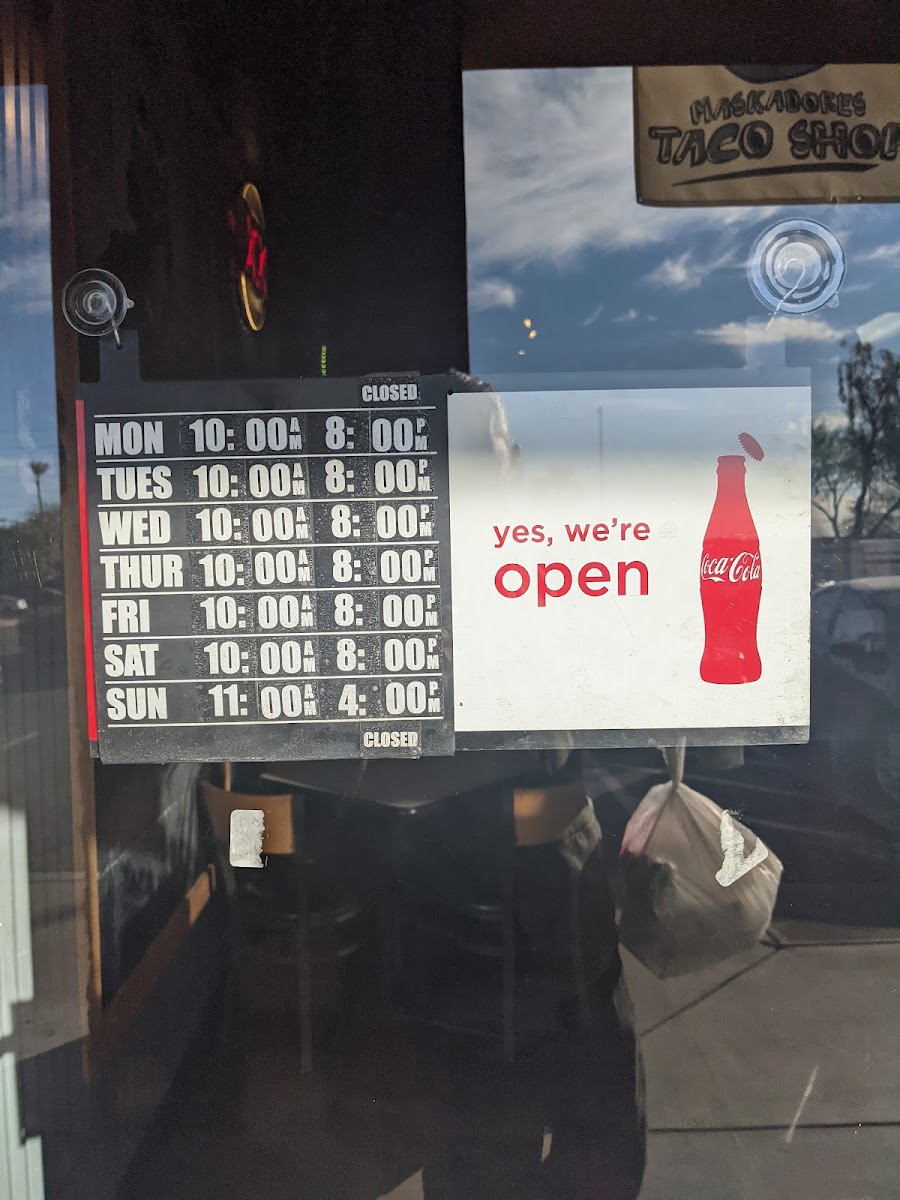 MASKADORES
TACO SHOP
CLOSED
MON 10:00AM 8:00PM
TUES 10:00AM 8:00PM
WED 10:00AM 8:00PM
THUR 10:00AM 8:00PM
FRI 10:00AM 8:00PM
SAT 10:00AM 8:00PM
SUN 11:00AM 4:00PM
CLOSED
yes, we're
open
Coca-Cola